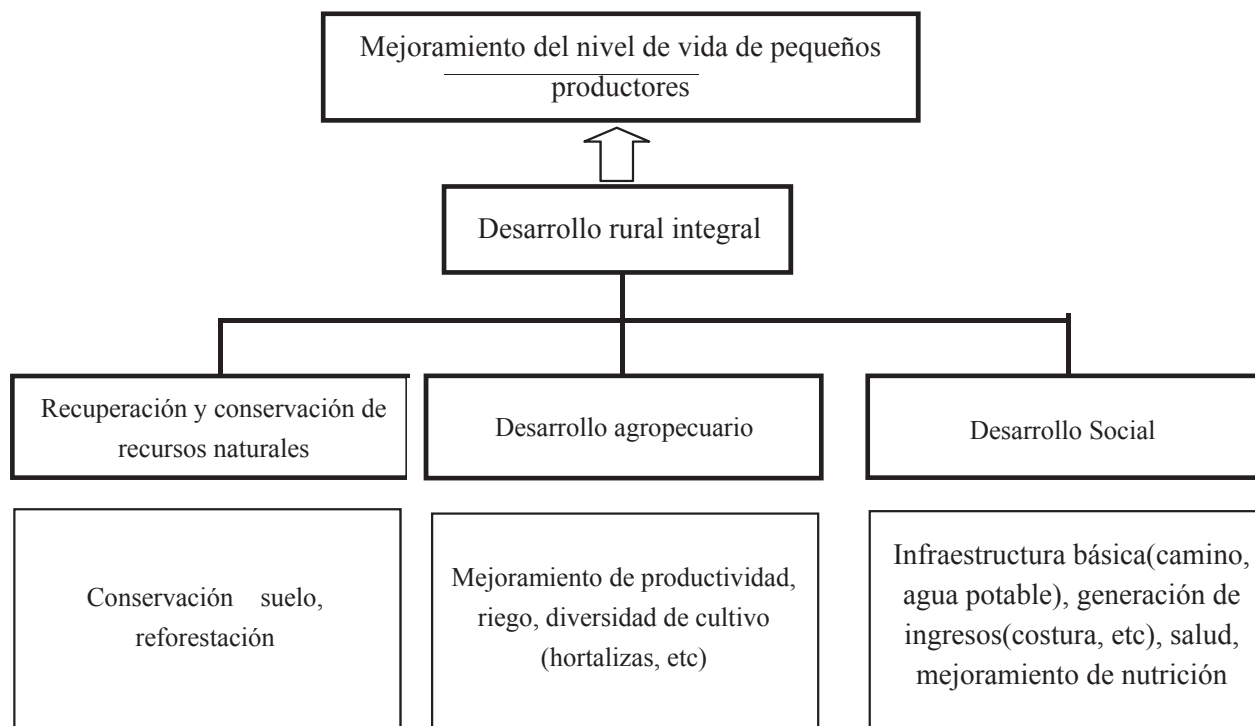 Mejoramiento del nivel de vida de pequeños
productores
Desarrollo rural integral
Recuperación y conservación de
recursos naturales
Desarrollo agropecuario
Desarrollo Social
Conservación suelo,
reforestación
Mejoramiento de productividad,
riego, diversidad de cultivo
(hortalizas, etc)
Infraestructura básica(camino,
agua potable), generación de
ingresos(costura, etc), salud,
mejoramiento de nutrición